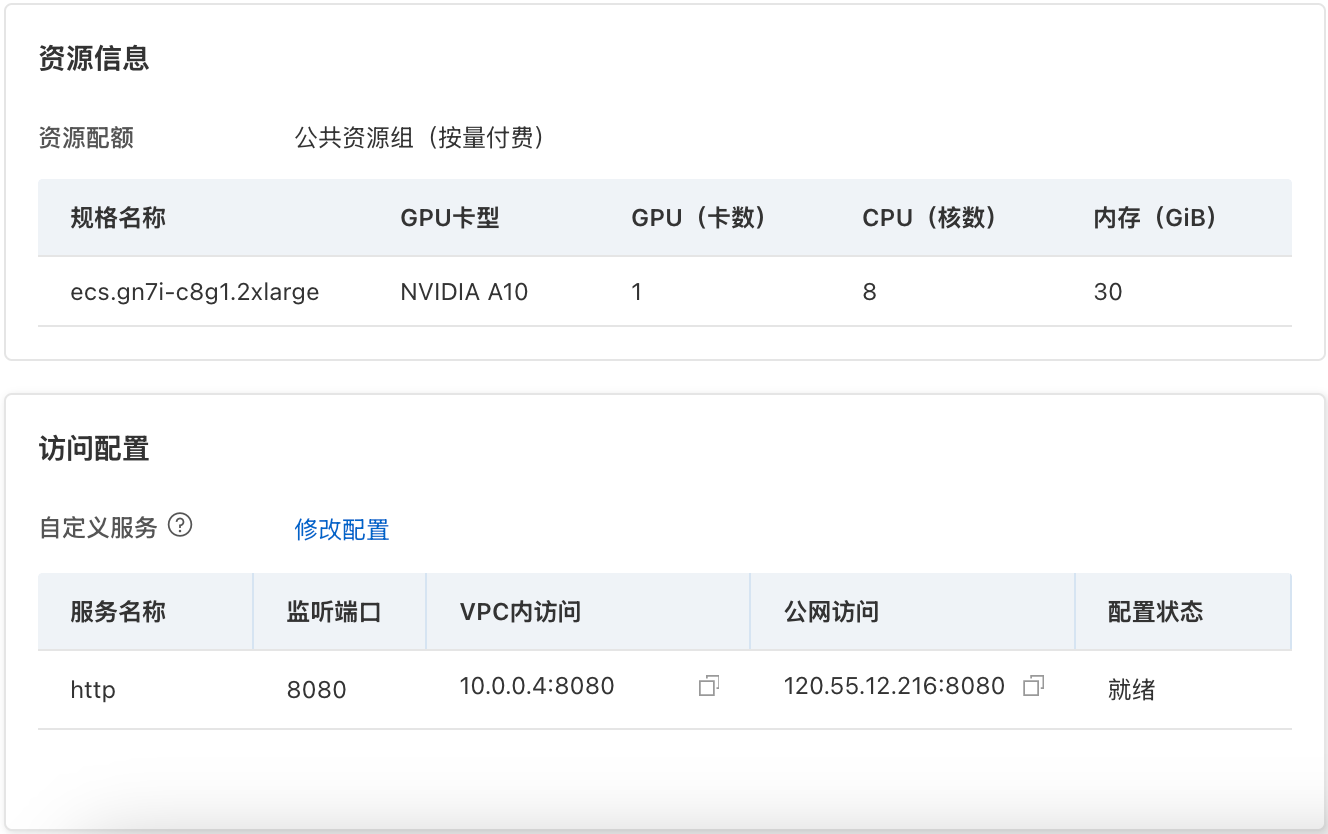 资源信息
资源配额 公共资源组（按量付费）
规格名称 GPU卡型 GPU（卡数） CPU（核数） 内存（GiB）
ecs.gn7i-c8g1.2xlarge NVIDIA A10 1 8 30
访问配置
自定义服务 ? 修改配置
服务名称 监听端口 VPC内访问 公网访问 配置状态
http 8080 10.0.0.4:8080 120.55.12.216:8080 就绪